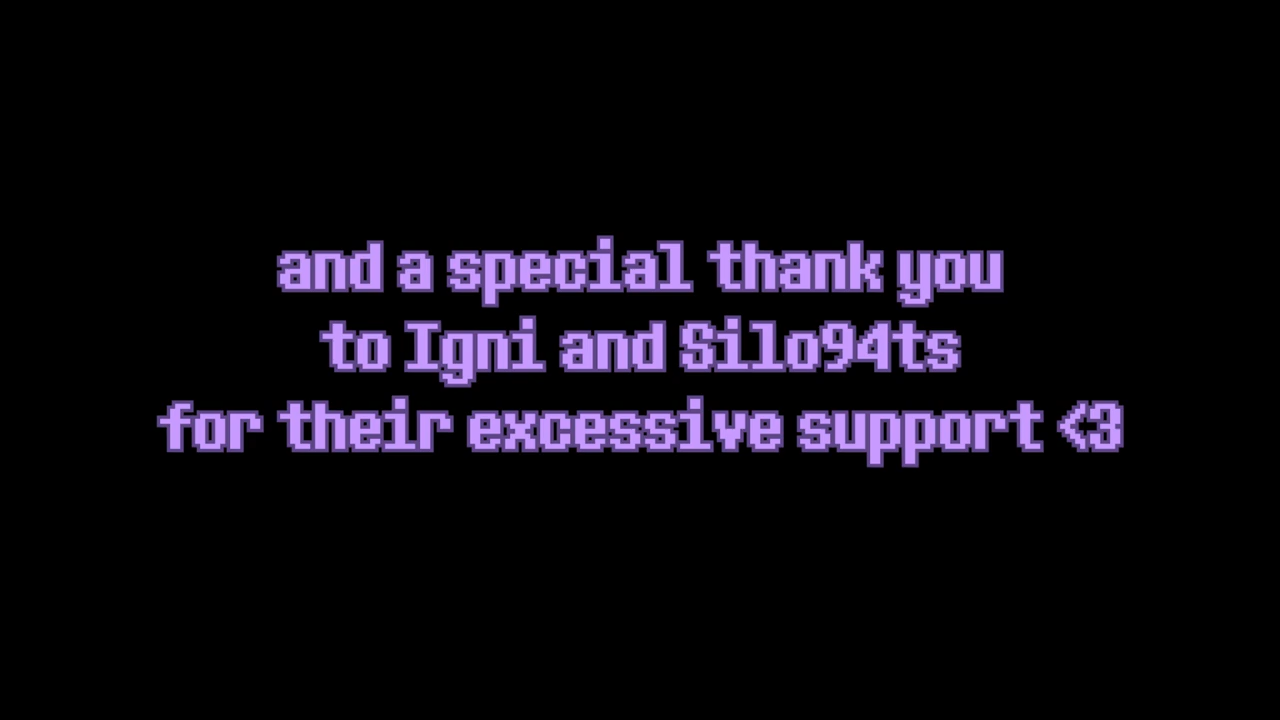 and a special thank you
to Igni and Silo94ts
for their excessive support <3